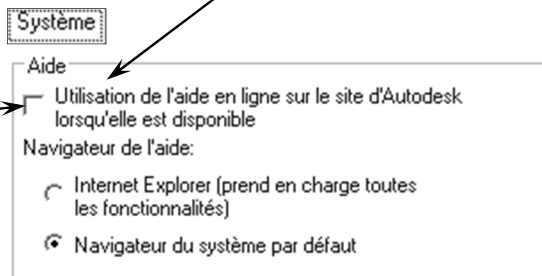 Système
Aide
Utilisation de l'aide en ligne sur le site d'Autodesk
lorsqu'elle est disponible
Navigateur de l'aide:
Internet Explorer (prend en charge toutes
les fonctionnalités)
Navigateur du système par défaut